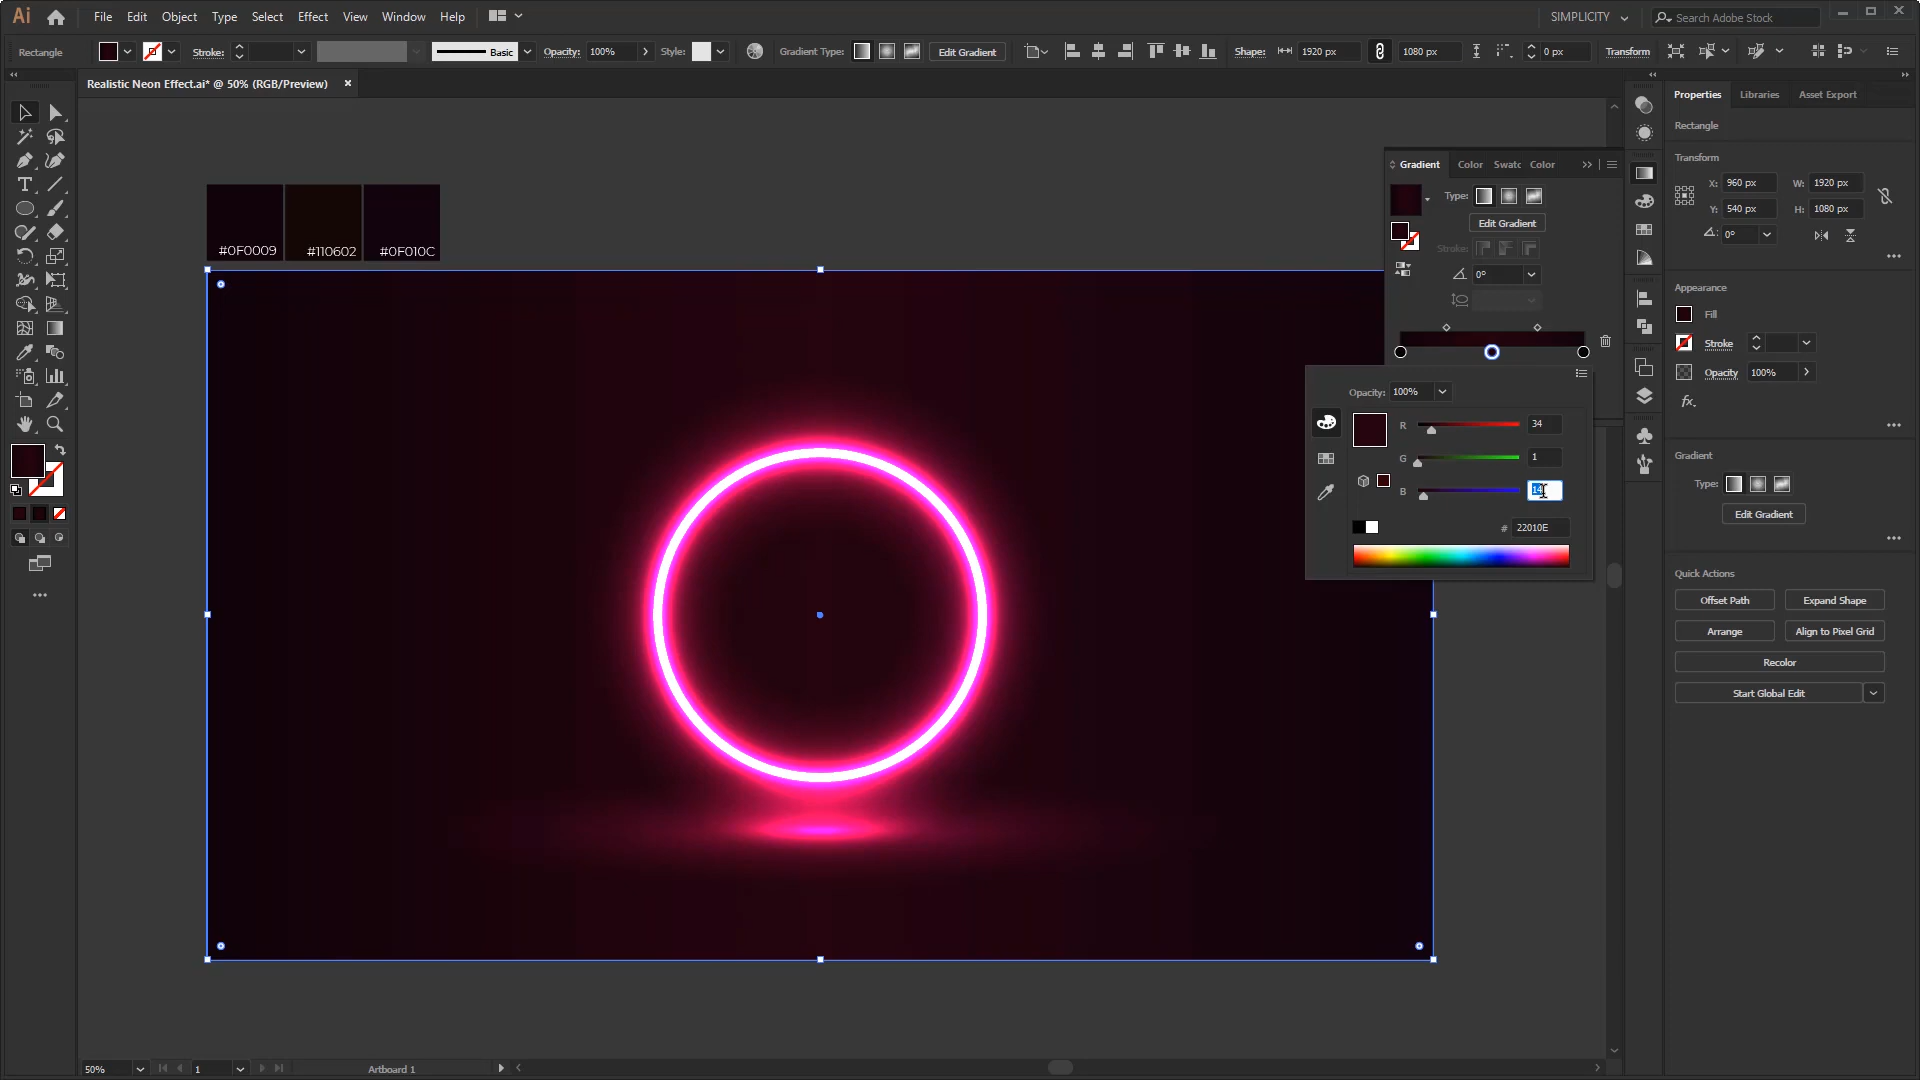 Ai File Edit Object Type Select Effect View Window Help SIMPLICITY Search Adobe Stock
Rectangle Stroke: Basic Opacity: 100% Style: Gradient Type: Edit Gradient Shape: 1920 px 1080 px 0 px Transform
Realistic Neon Effect.ai* @ 50% (RGB/Preview) ×
#0F0009 #110602 #0F010C
Gradient Color Swatc Color
Type:
Edit Gradient
Stroke:
0°
Opacity: 100%
R 34
G 1
B 14
# 22010E
Properties Libraries Asset Export
Rectangle
Transform
X: 960 px W: 1920 px
Y: 540 px H: 1080 px
0°
Appearance
Fill
Stroke
Opacity 100%
fx.
Gradient
Type:
Edit Gradient
Quick Actions
Offset Path Expand Shape
Arrange Align to Pixel Grid
Recolor
Start Global Edit
50% 1 Artboard 1